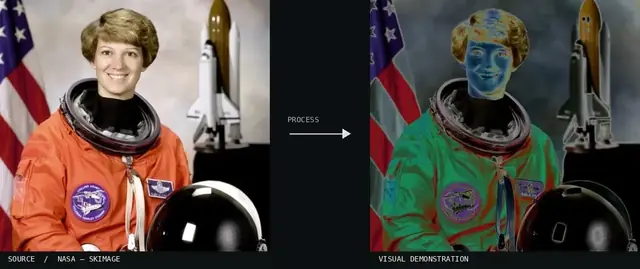 PROCESS
SOURCE / NASA — SKIMAGE
VISUAL DEMONSTRATION